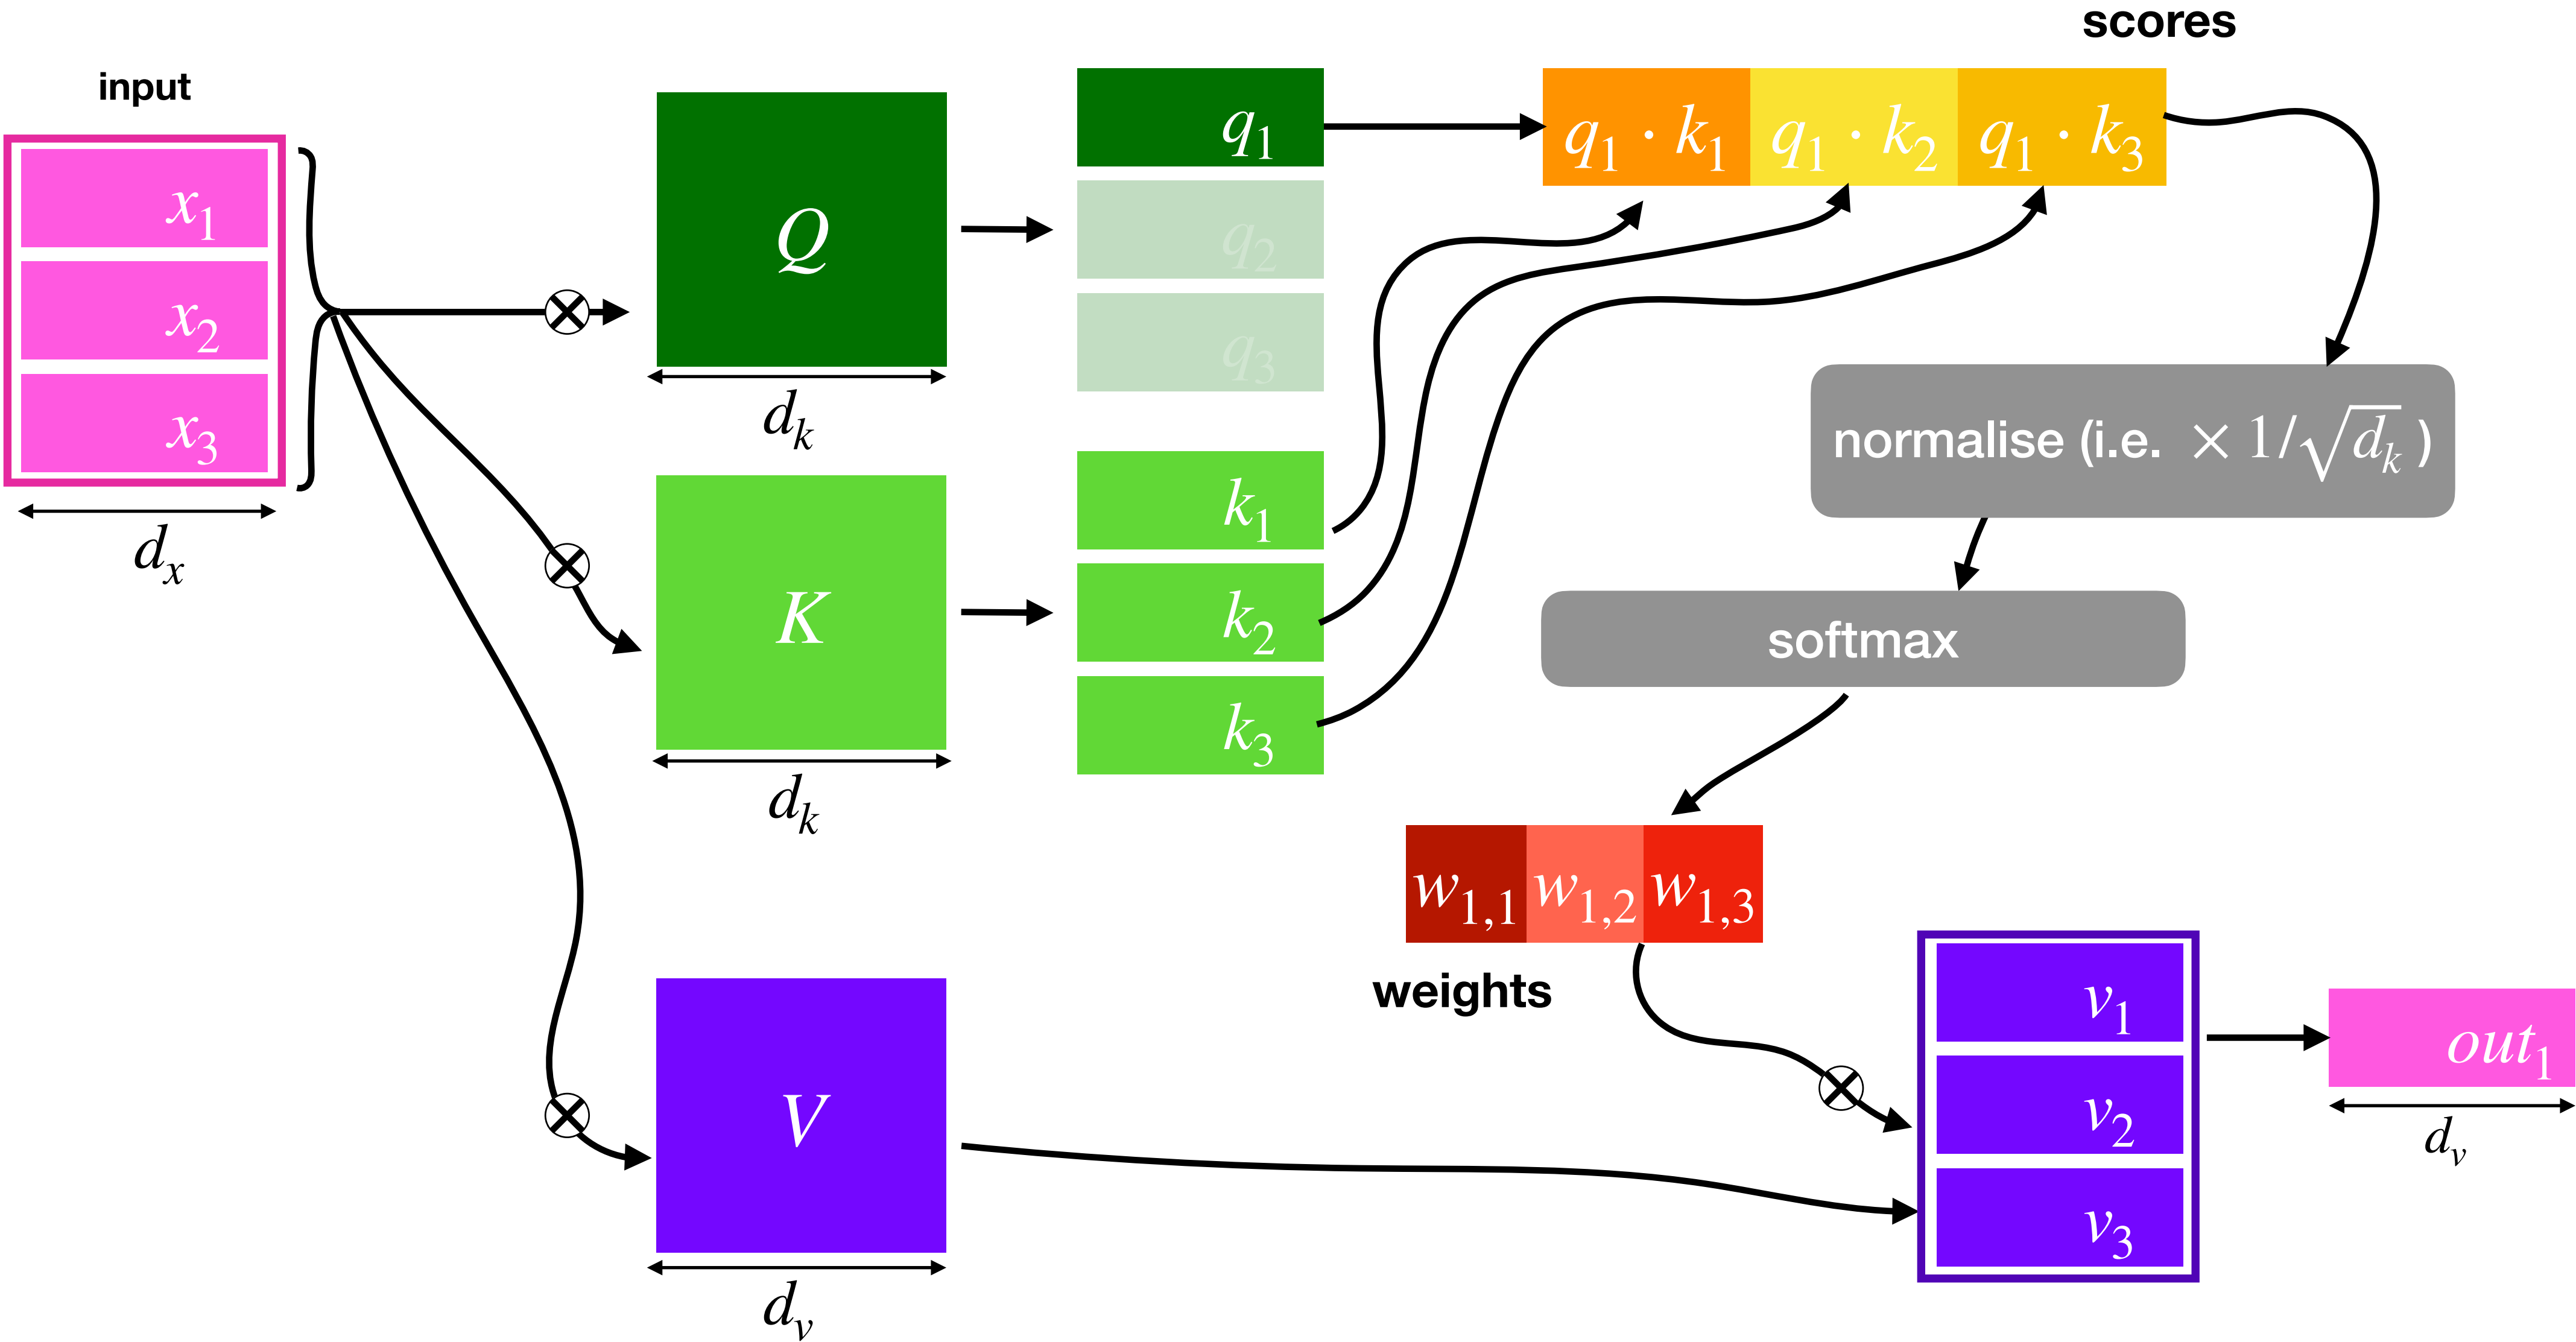 scores
input
x₁
x₂
x₃
dₓ
Q
dₖ
K
dₖ
V
dᵥ
q₁
q₂
q₃
k₁
k₂
k₃
q₁ · k₁ q₁ · k₂ q₁ · k₃
normalise (i.e. × 1/√dₖ )
softmax
w₁,₁ w₁,₂ w₁,₃
weights
v₁
v₂
v₃
out₁
dᵥ